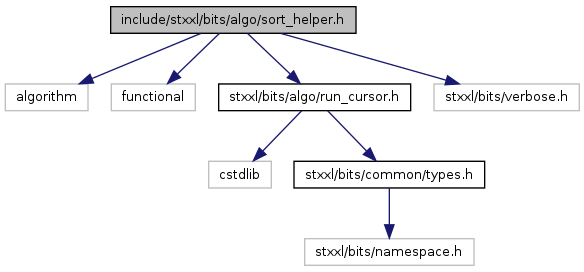 include/stxxl/bits/algo/sort_helper.h
algorithm
functional
stxxl/bits/algo/run_cursor.h
stxxl/bits/verbose.h
cstdlib
stxxl/bits/common/types.h
stxxl/bits/namespace.h